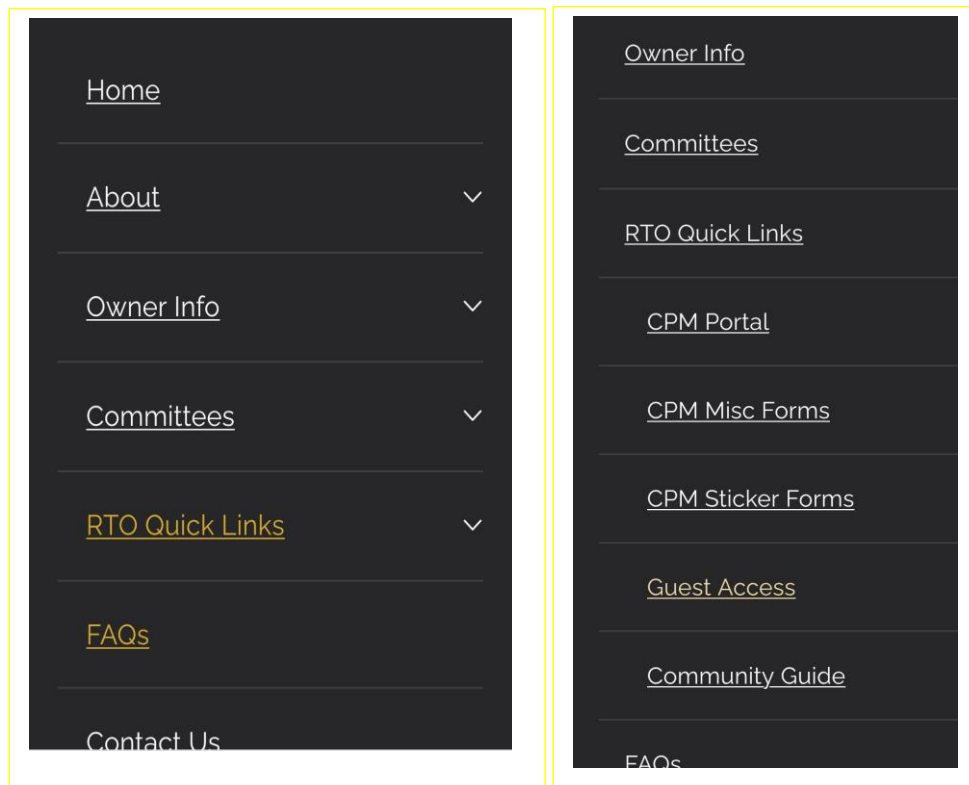 Home
About
Owner Info
Committees
RTO Quick Links
FAQs
Contact Us
Owner Info
Committees
RTO Quick Links
CPM Portal
CPM Misc Forms
CPM Sticker Forms
Guest Access
Community Guide
FAQs